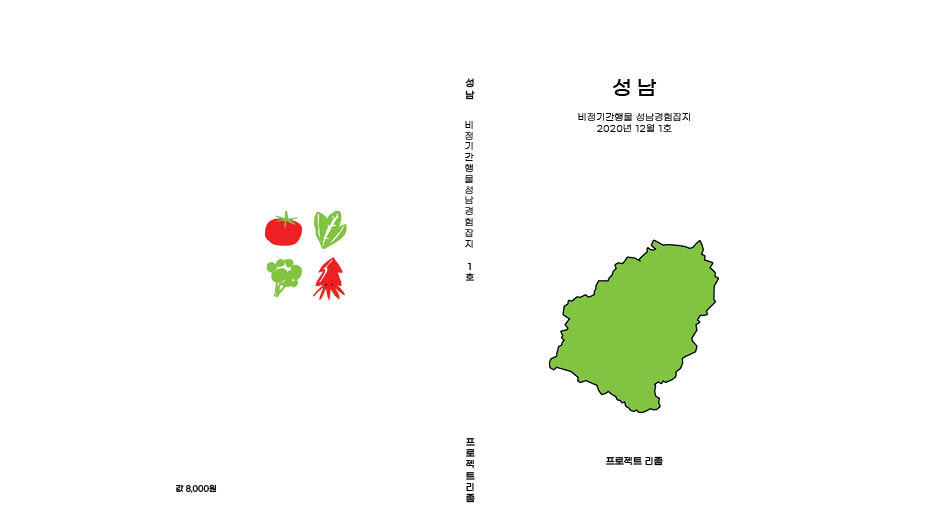 값 8,000원
성남
비정기간행물성남경험잡지
1호
프로젝트리좀
성남
비정기간행물 성남경험잡지
2020년 12월 1호
프로젝트 리좀